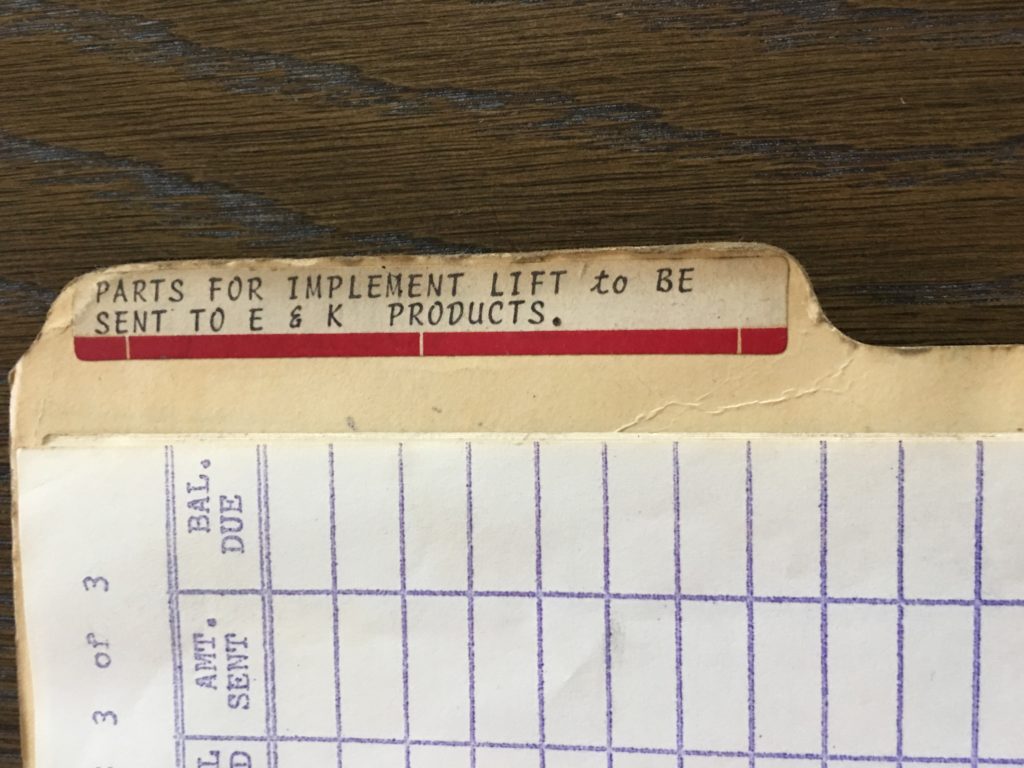 PARTS FOR IMPLEMENT LIFT to BE
SENT TO E & K PRODUCTS.
BAL.
DUE
AMT.
SENT
3 of 3